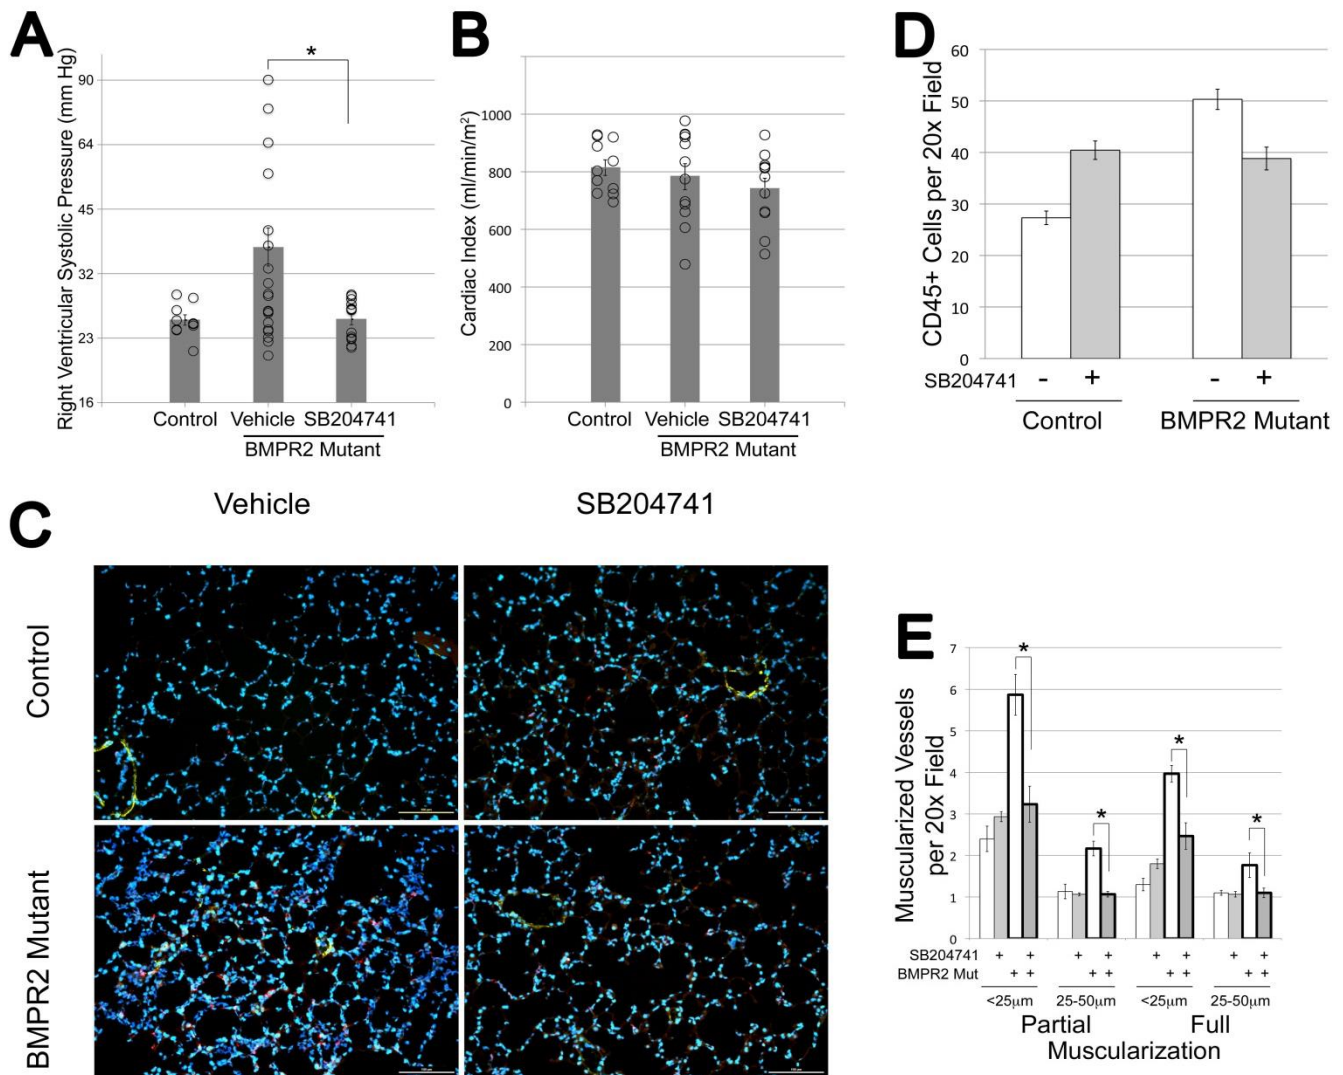 A
Right Ventricular Systolic Pressure (mm Hg)
90
64
45
32
23
16
*
Control Vehicle SB204741
BMPR2 Mutant
B
Cardiac Index (ml/min/m²)
1000
800
600
400
200
0
Control Vehicle SB204741
BMPR2 Mutant
D
CD45+ Cells per 20x Field
60
50
40
30
20
10
0
SB204741 - + - +
Control BMPR2 Mutant
C
Vehicle SB204741
Control
BMPR2 Mutant
E
Muscularized Vessels
per 20x Field
7
6
5
4
3
2
1
0
* * * *
SB204741 + + + + + + + +
BMPR2 Mut + + + + + + + +
<25μm 25-50μm <25μm 25-50μm
Partial Full
Muscularization